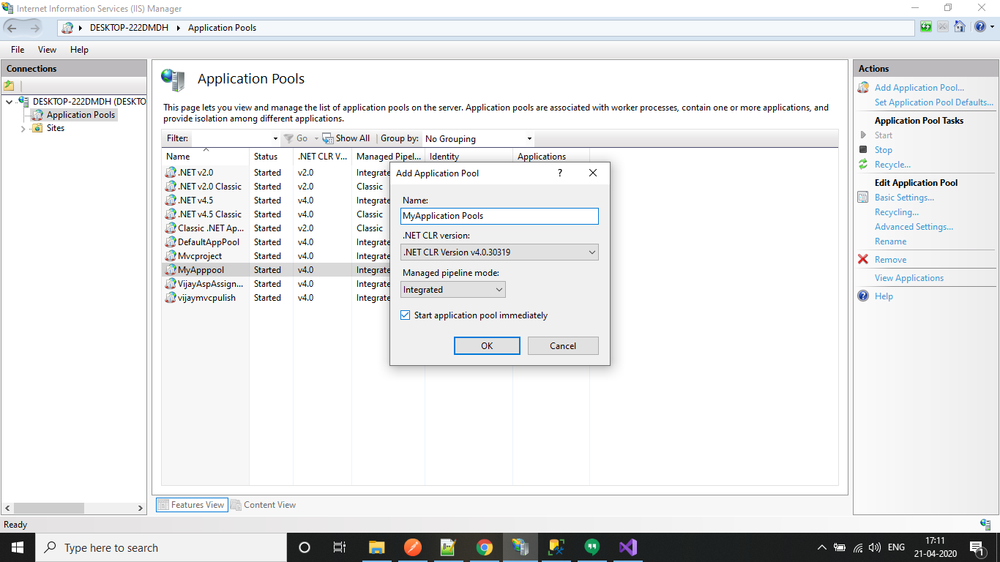 Internet Information Services (IIS) Manager
DESKTOP-222DMDH Application Pools
File View Help
Connections
DESKTOP-222DMDH (DESKTO
Application Pools
Sites
Application Pools
This page lets you view and manage the list of application pools on the server. Application pools are associated with worker processes, contain one or more applications, and
provide isolation among different applications.
Filter: Go Show All Group by: No Grouping
Name Status .NET CLR V... Managed Pipel... Identity Applications
.NET v2.0 Started v2.0 Integrate
.NET v2.0 Classic Started v2.0 Classic
.NET v4.5 Started v4.0 Integrate
.NET v4.5 Classic Started v4.0 Classic
Classic .NET Ap... Started v2.0 Classic
DefaultAppPool Started v4.0 Integrate
Mvcproject Started v4.0 Integrate
MyApppool Started v4.0 Integrate
VijayAspAssign... Started v4.0 Integrate
vijaymvcpulish Started v4.0 Integrate
Add Application Pool ?
Name:
MyApplication Pools
.NET CLR version:
.NET CLR Version v4.0.30319
Managed pipeline mode:
Integrated
Start application pool immediately
OK Cancel
Features View Content View
Actions
Add Application Pool...
Set Application Pool Defaults...
Application Pool Tasks
Start
Stop
Recycle...
Edit Application Pool
Basic Settings...
Recycling...
Advanced Settings...
Rename
Remove
View Applications
Help
Ready
Type here to search
ENG
17:11
21-04-2020
1